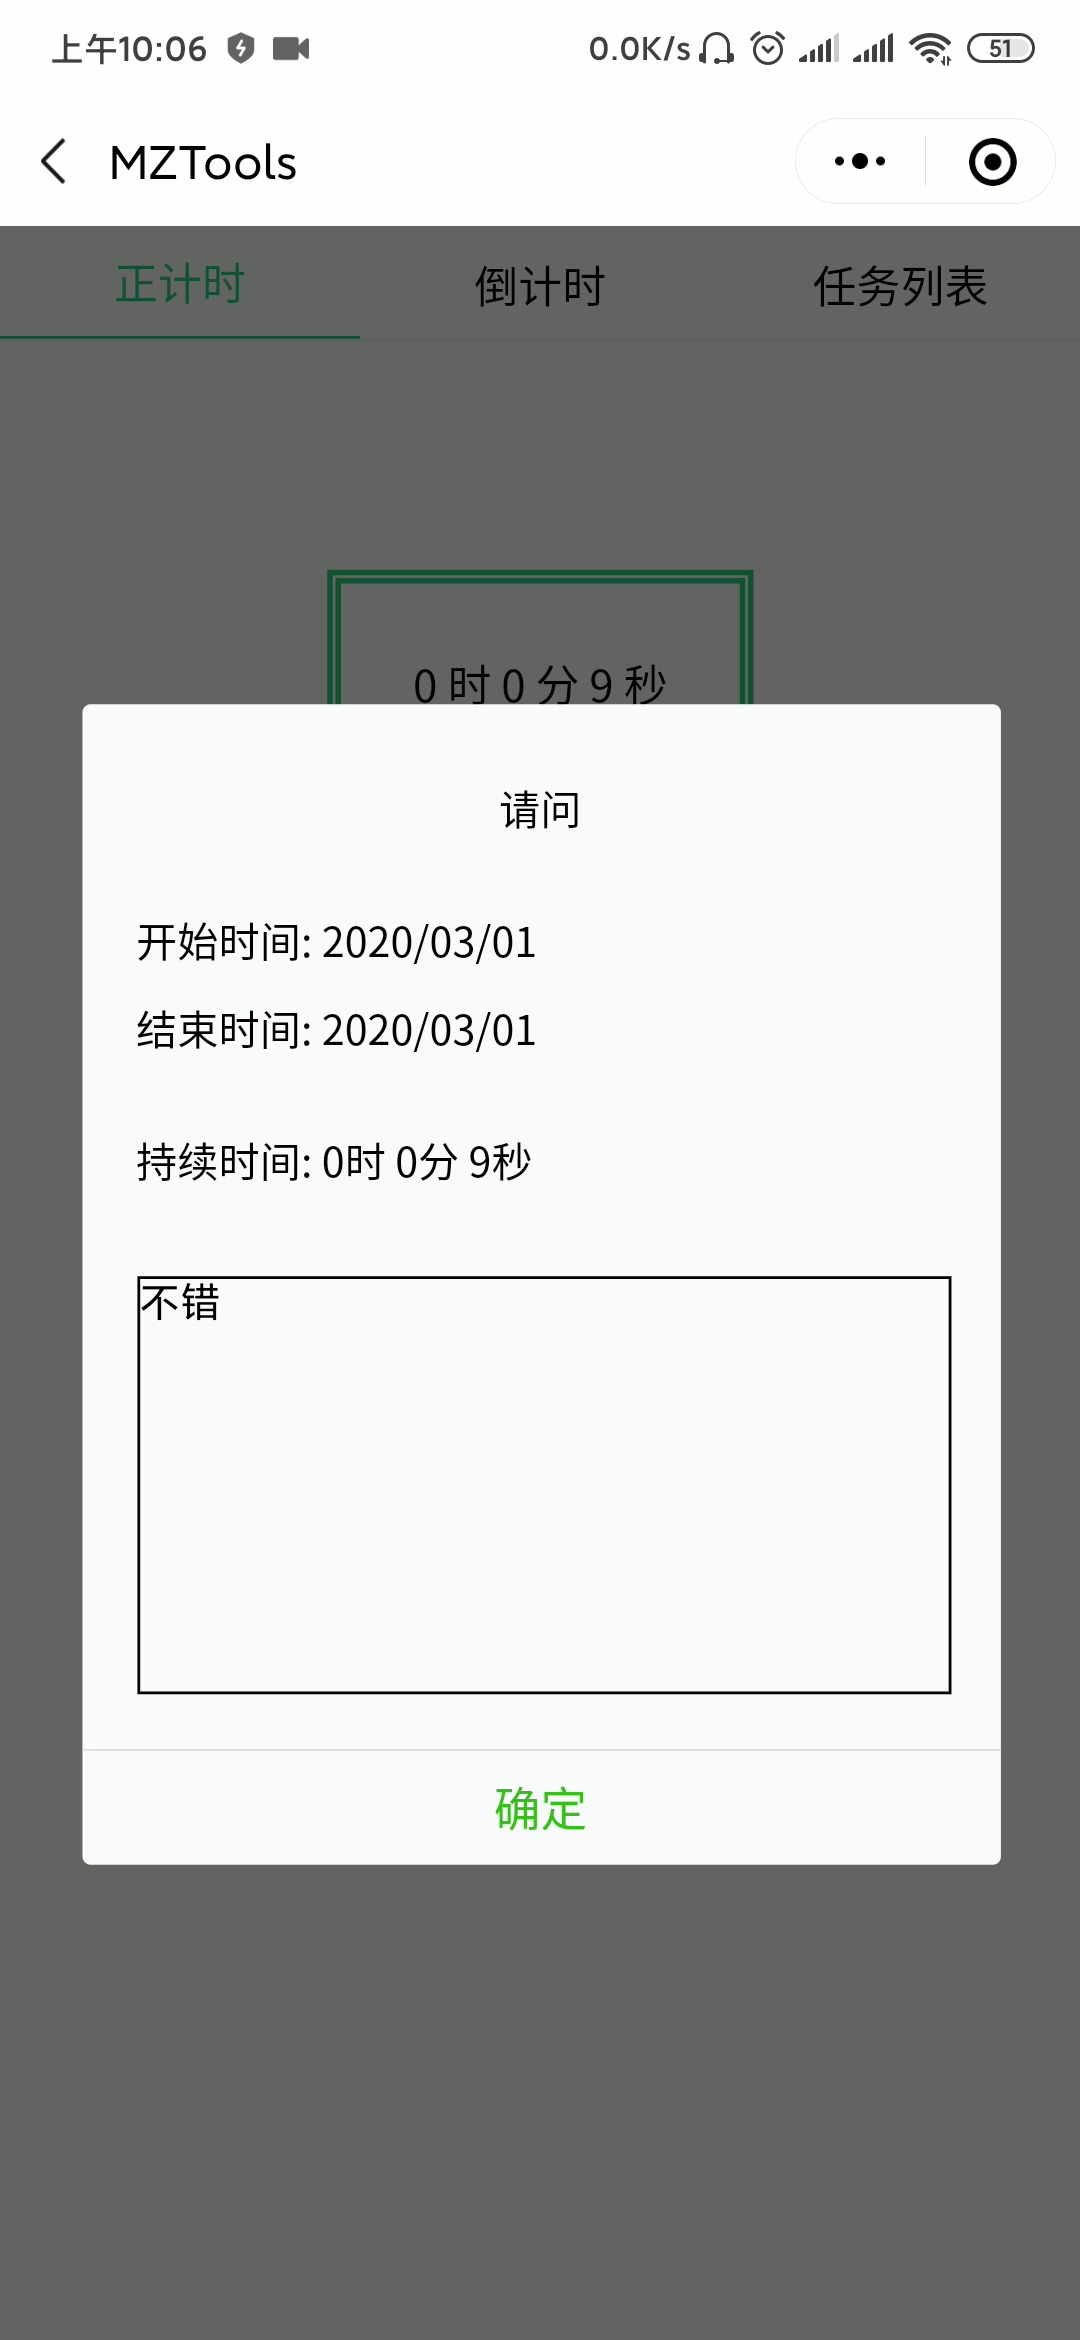 上午10:06 0.0K/s 51
MZTools
正计时 倒计时 任务列表
0 时 0 分 9 秒
请问
开始时间: 2020/03/01
结束时间: 2020/03/01
持续时间: 0时 0分 9秒
不错
确定